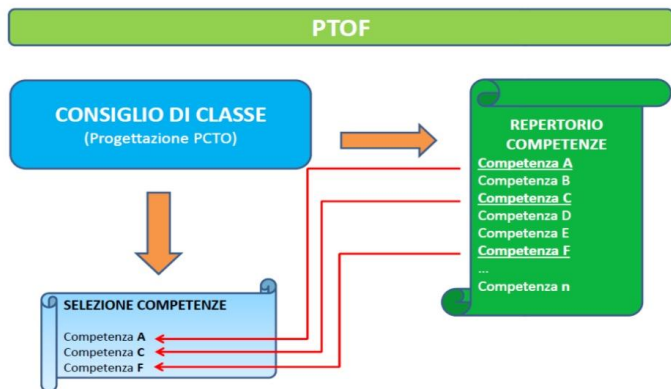 PTOF
CONSIGLIO DI CLASSE
(Progettazione PCTO)
REPERTORIO
COMPETENZE
Competenza A
Competenza B
Competenza C
Competenza D
Competenza E
Competenza F
...
Competenza n
SELEZIONE COMPETENZE
Competenza A
Competenza C
Competenza F